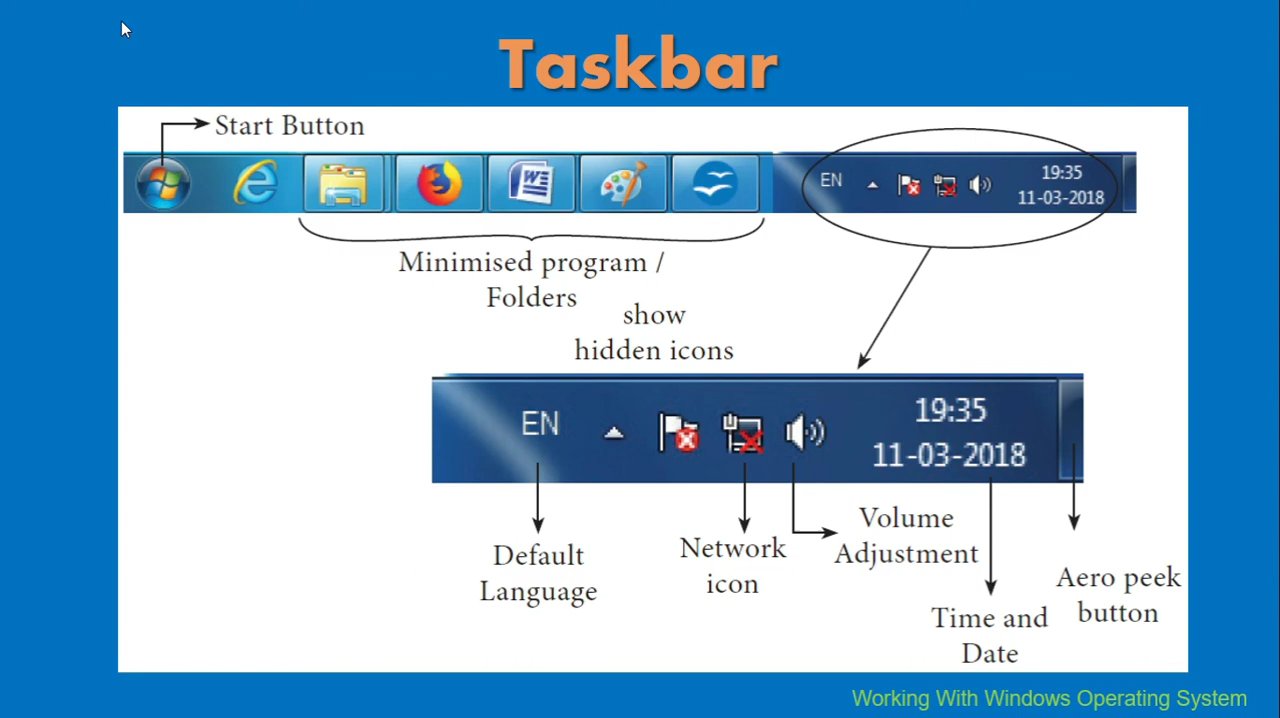 Taskbar
Start Button
EN
19:35
11-03-2018
Minimised program /
Folders
show
hidden icons
EN
19:35
11-03-2018
Default
Language
Network
icon
Volume
Adjustment
Time and
Date
Aero peek
button
Working With Windows Operating System